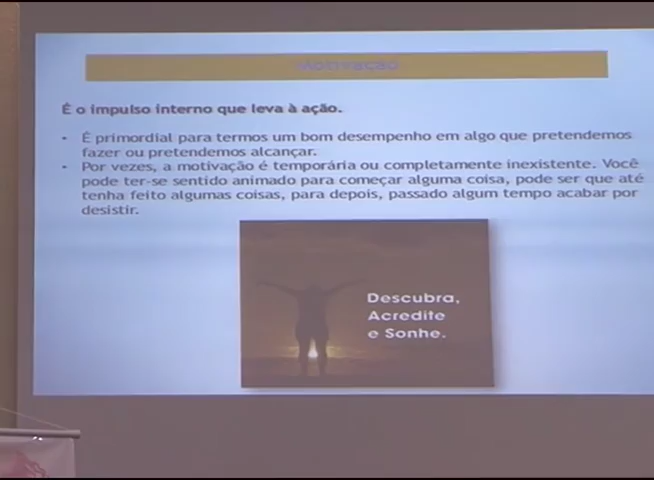 Motivação
É o impulso interno que leva à ação.
• É primordial para termos um bom desempenho em algo que pretendemos
fazer ou pretendemos alcançar.
• Por vezes, a motivação é temporária ou completamente inexistente. Você
pode ter-se sentido animado para começar alguma coisa, pode ser que até
tenha feito algumas coisas, para depois, passado algum tempo acabar por
desistir.
Descubra,
Acredite
e Sonhe.